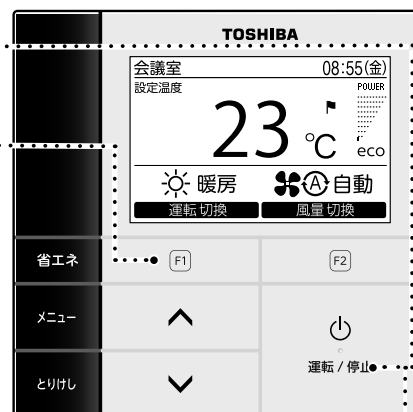 TOSHIBA
会議室 08:55(金)
設定温度 POWER
23 ℃ eco
暖房 A 自動
運転切換 風量切換
省エネ F1 F2
メニュー
運転 / 停止
とりけし